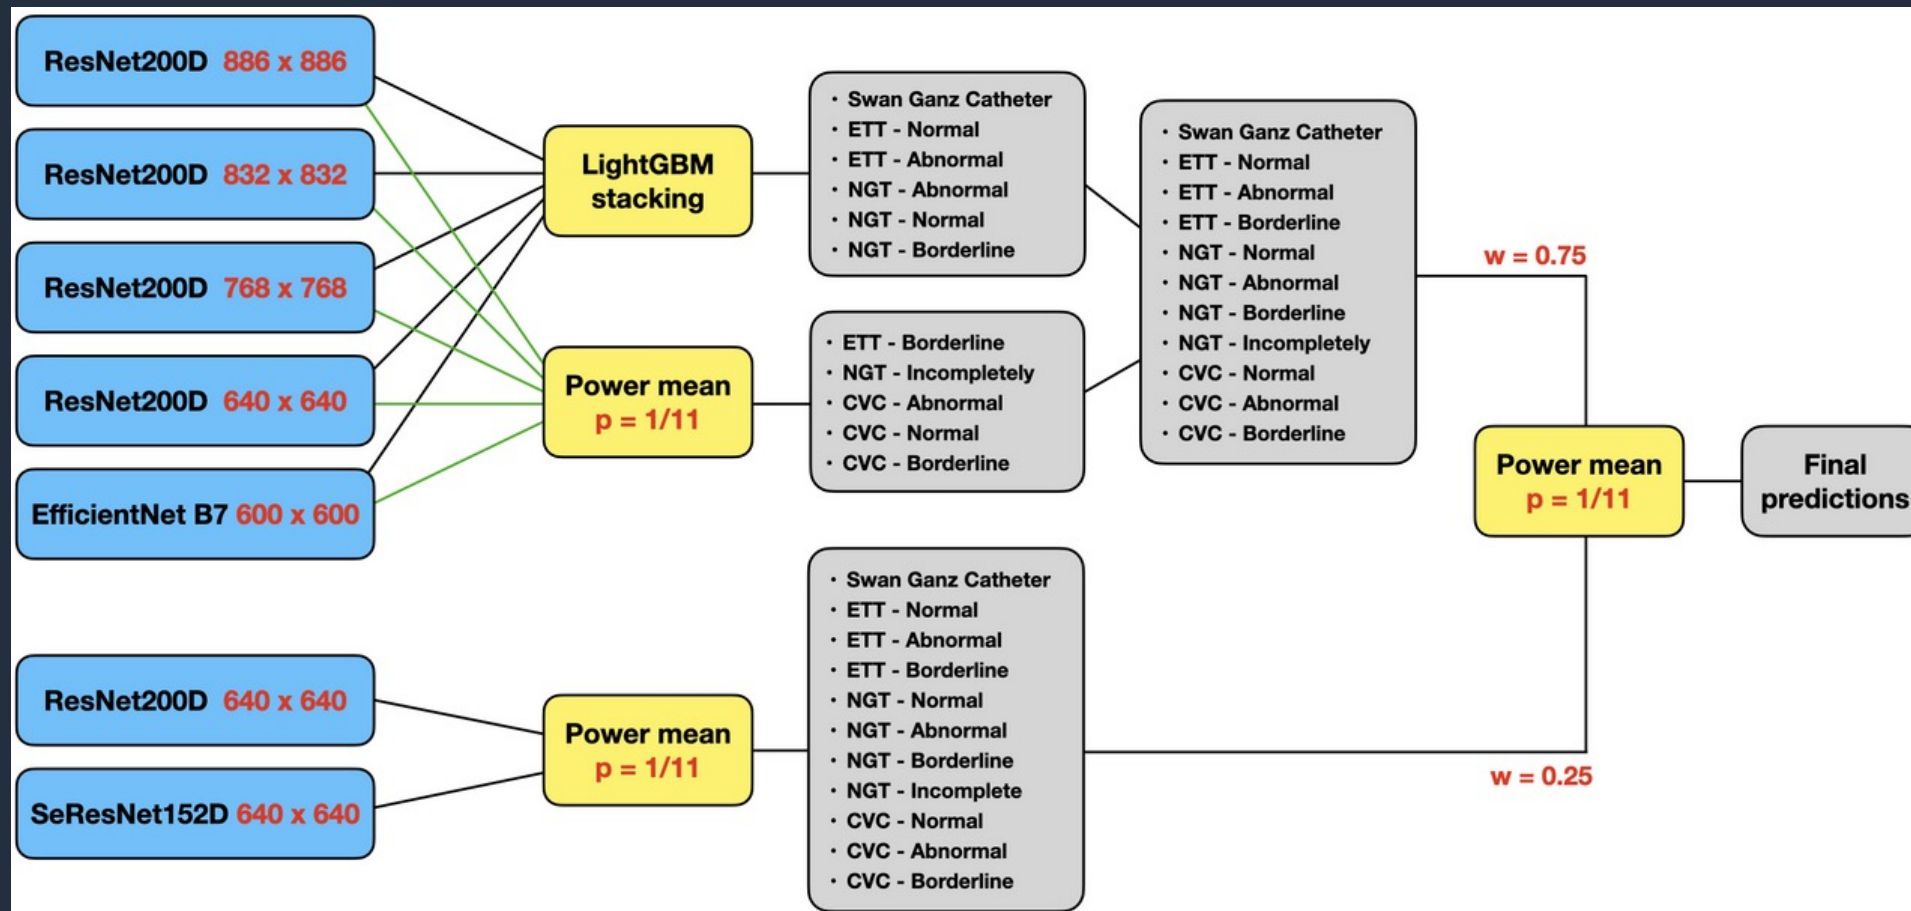 ResNet200D 886 x 886
ResNet200D 832 x 832
ResNet200D 768 x 768
ResNet200D 640 x 640
EfficientNet B7 600 x 600
LightGBM
stacking
Power mean
p = 1/11
• Swan Ganz Catheter
• ETT - Normal
• ETT - Abnormal
• NGT - Abnormal
• NGT - Normal
• NGT - Borderline
• ETT - Borderline
• NGT - Incompletely
• CVC - Abnormal
• CVC - Normal
• CVC - Borderline
• Swan Ganz Catheter
• ETT - Normal
• ETT - Abnormal
• ETT - Borderline
• NGT - Normal
• NGT - Abnormal
• NGT - Borderline
• NGT - Incompletely
• CVC - Normal
• CVC - Abnormal
• CVC - Borderline
w = 0.75
ResNet200D 640 x 640
SeResNet152D 640 x 640
Power mean
p = 1/11
• Swan Ganz Catheter
• ETT - Normal
• ETT - Abnormal
• ETT - Borderline
• NGT - Normal
• NGT - Abnormal
• NGT - Borderline
• NGT - Incomplete
• CVC - Normal
• CVC - Abnormal
• CVC - Borderline
w = 0.25
Power mean
p = 1/11
Final
predictions